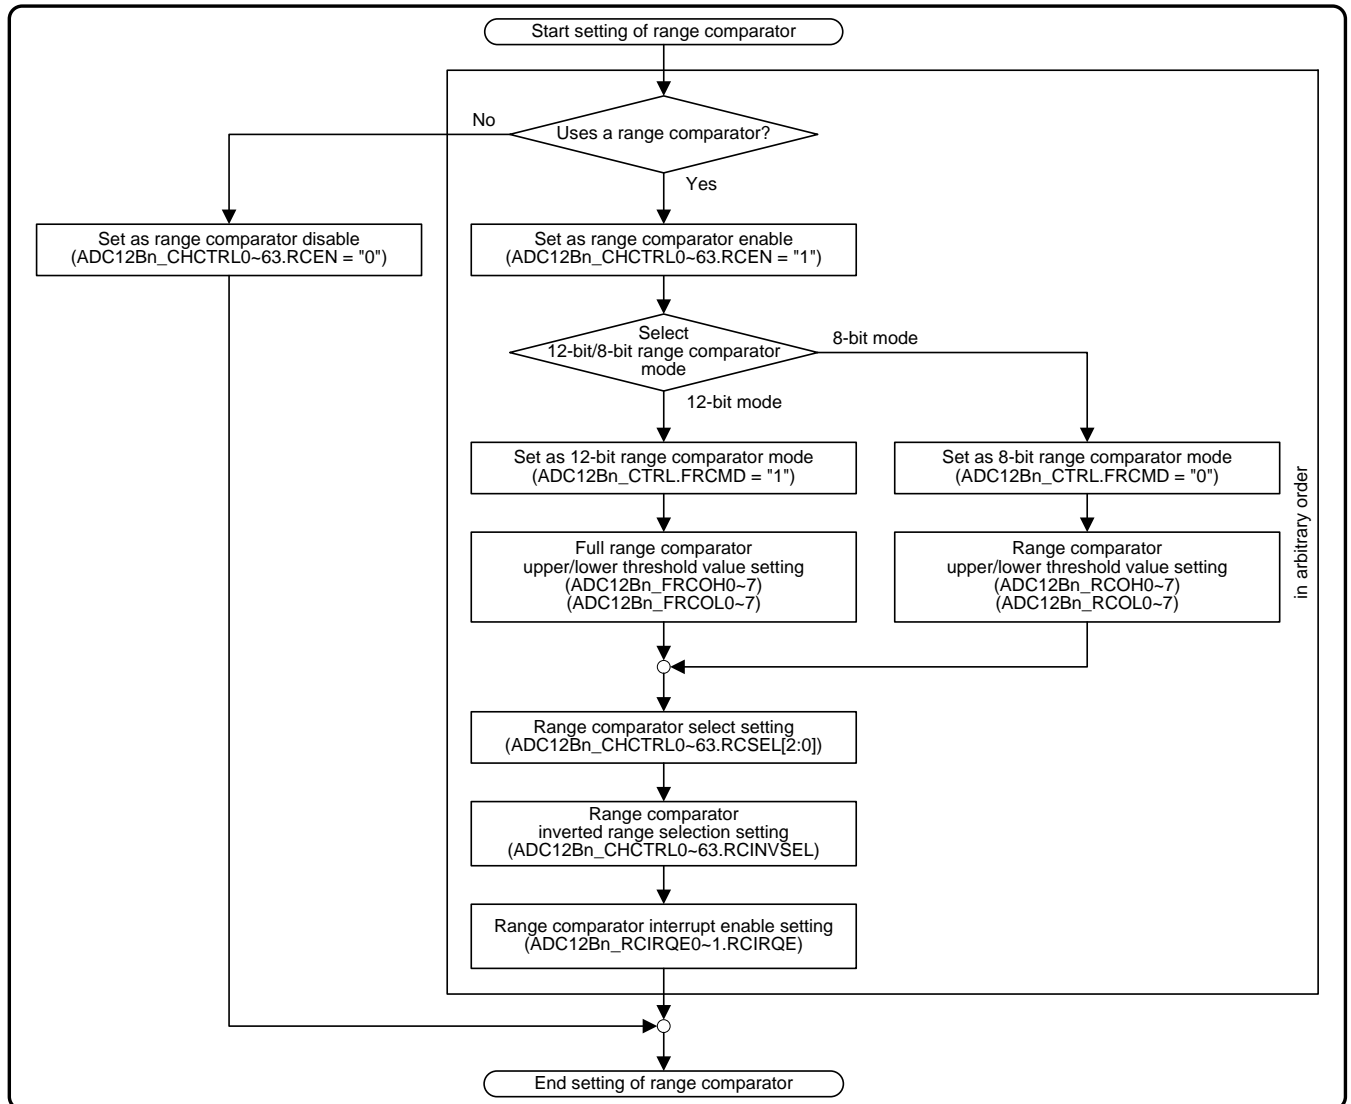 Start setting of range comparator
No
Uses a range comparator?
Yes
Set as range comparator disable
(ADC12Bn_CHCTRL0~63.RCEN = "0")
Set as range comparator enable
(ADC12Bn_CHCTRL0~63.RCEN = "1")
Select
12-bit/8-bit range comparator
mode
8-bit mode
12-bit mode
Set as 12-bit range comparator mode
(ADC12Bn_CTRL.FRCMD = "1")
Set as 8-bit range comparator mode
(ADC12Bn_CTRL.FRCMD = "0")
in arbitrary order
Full range comparator
upper/lower threshold value setting
(ADC12Bn_FRCOH0~7)
(ADC12Bn_FRCOL0~7)
Range comparator
upper/lower threshold value setting
(ADC12Bn_RCOH0~7)
(ADC12Bn_RCOL0~7)
Range comparator select setting
(ADC12Bn_CHCTRL0~63.RCSEL[2:0])
Range comparator
inverted range selection setting
(ADC12Bn_CHCTRL0~63.RCINVSEL)
Range comparator interrupt enable setting
(ADC12Bn_RCIRQE0~1.RCIRQE)
End setting of range comparator